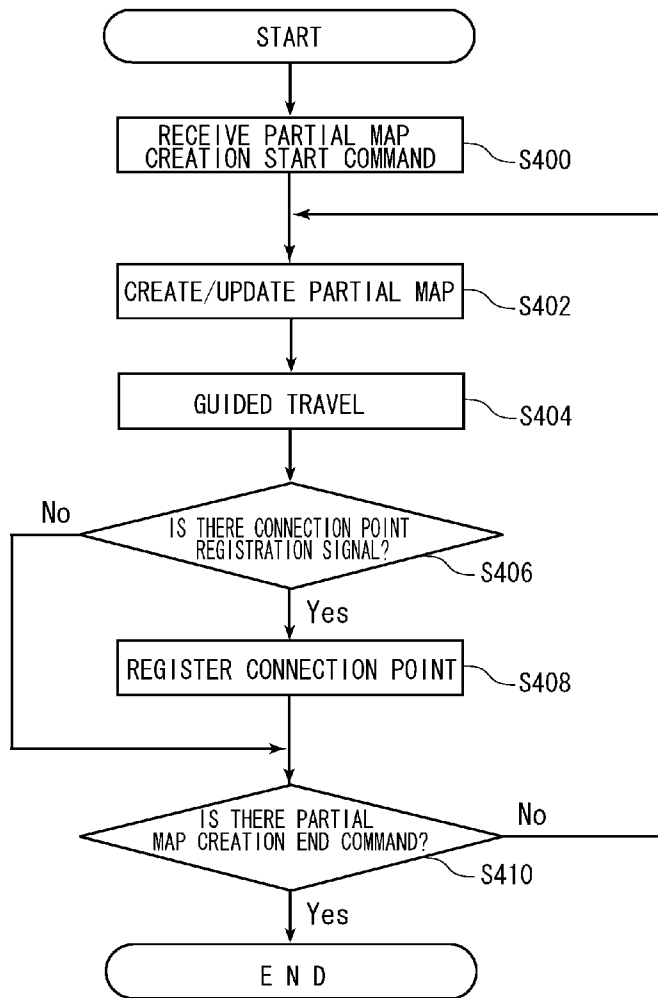 START
RECEIVE PARTIAL MAP
CREATION START COMMAND
S400
CREATE/UPDATE PARTIAL MAP
S402
GUIDED TRAVEL
S404
No
IS THERE CONNECTION POINT
REGISTRATION SIGNAL?
S406
Yes
REGISTER CONNECTION POINT
S408
IS THERE PARTIAL
MAP CREATION END COMMAND?
No
S410
Yes
E N D